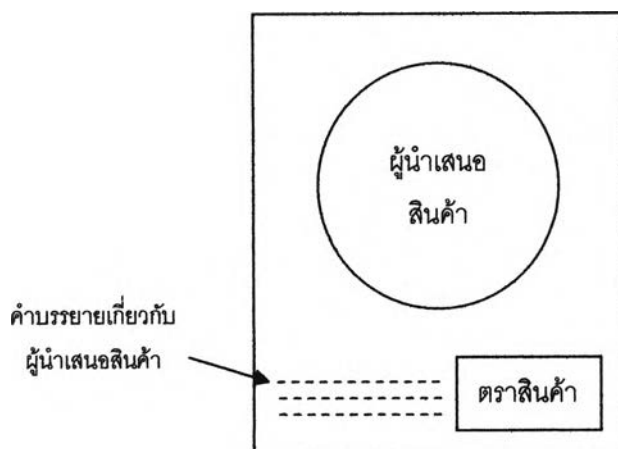 ผู้นำเสนอ
สินค้า
คำบรรยายเกี่ยวกับ
ผู้นำเสนอสินค้า
ตราสินค้า